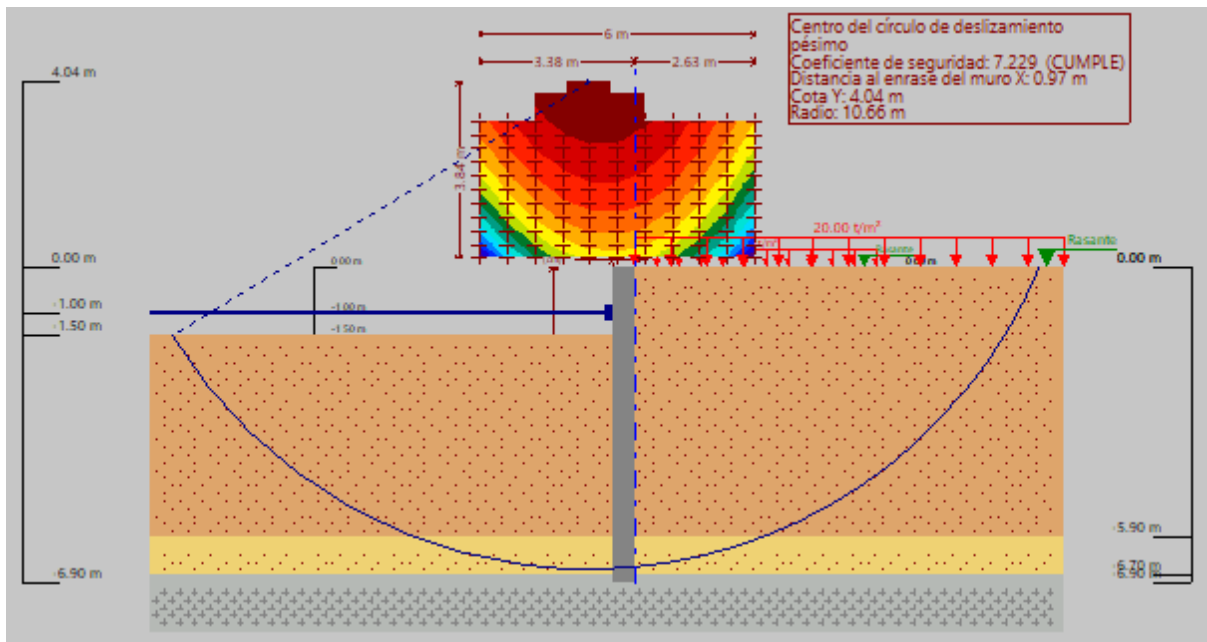 6 m
3.38 m
2.63 m
Centro del círculo de deslizamiento
pésimo
Coeficiente de seguridad: 7.229 (CUMPLE)
Distancia al enrase del muro X: 0.97 m
Cota Y: 4.04 m
Radio: 10.66 m
4.04 m
3.84 m
20.00 t/m²
Rasante
Rasante
0.00 m
0.00 m
0.00 m
0.00 m
-1.00 m
-1.00 m
-1.50 m
-1.50 m
-5.90 m
-6.70 m
-6.90 m
-6.90 m